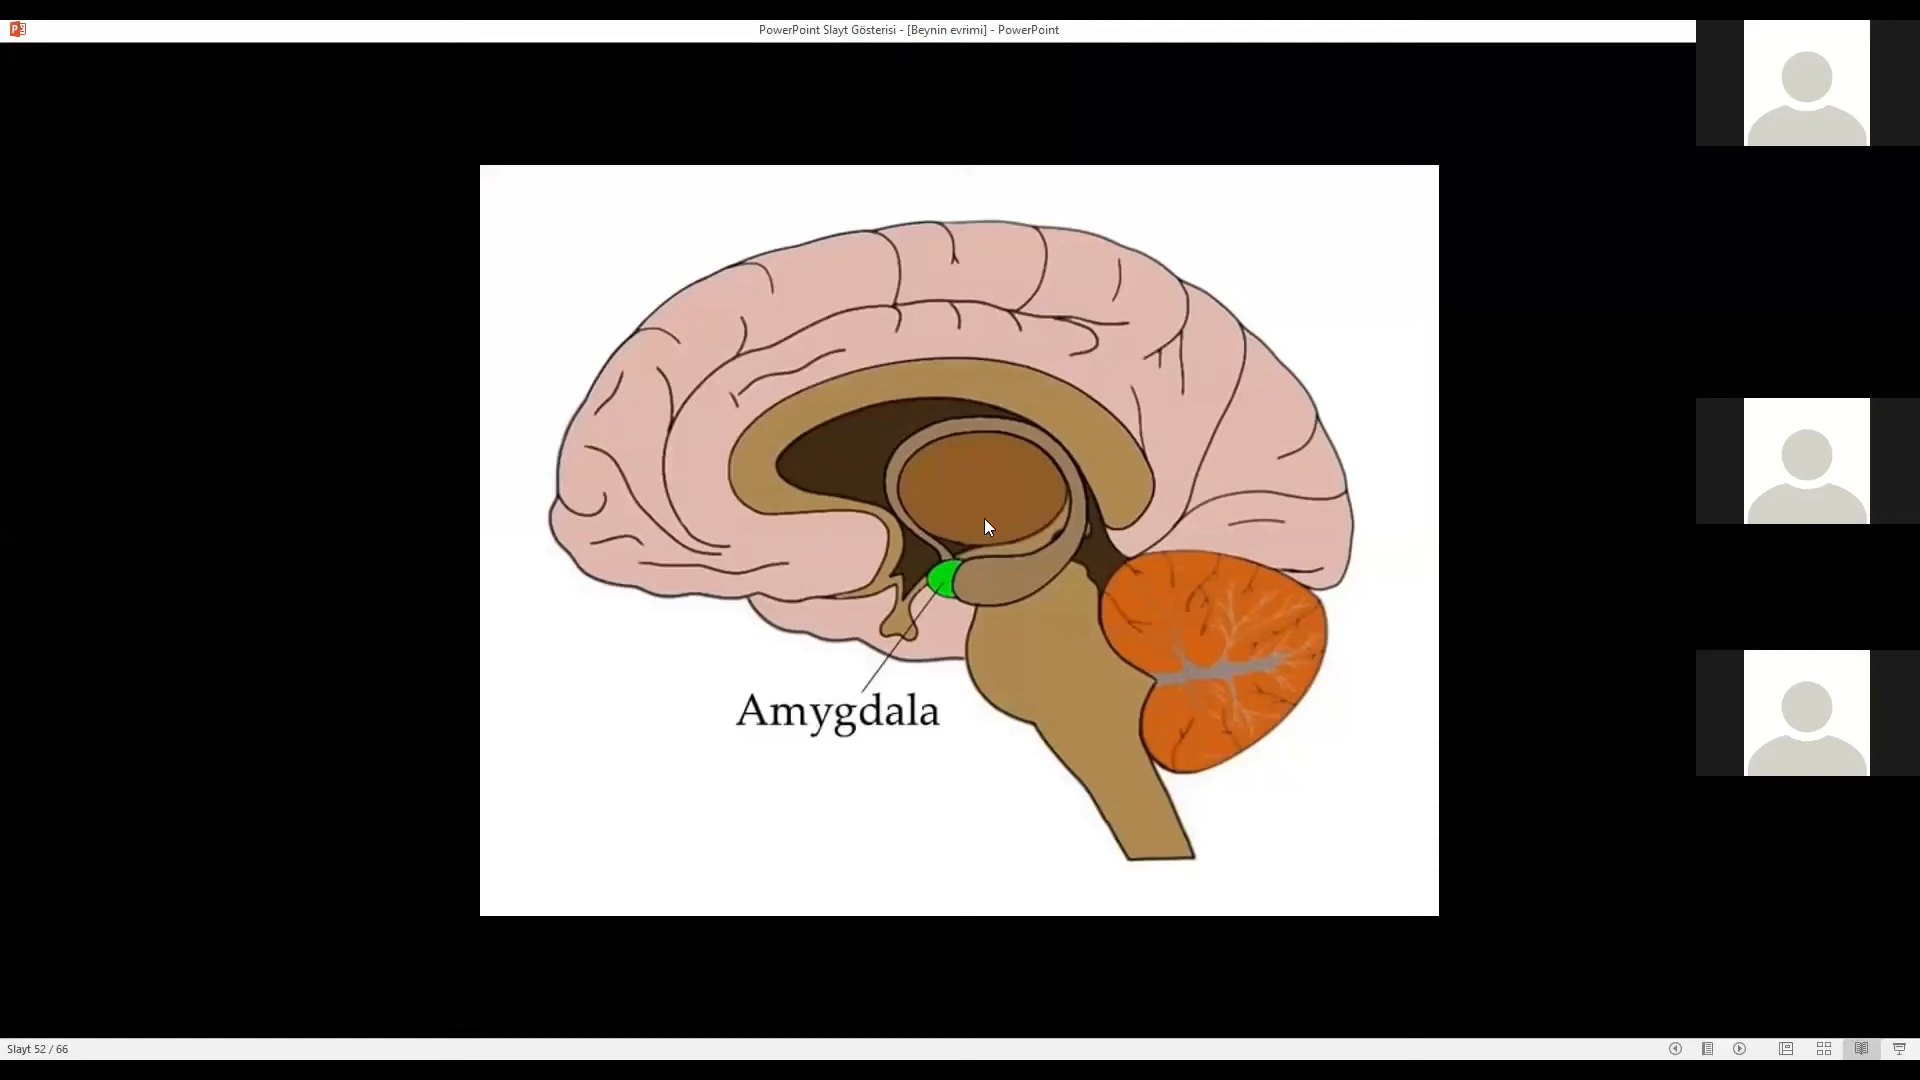 PowerPoint Slayt Gösterisi - [Beynin evrimi] - PowerPoint
Amygdala
Slayt 52 / 66